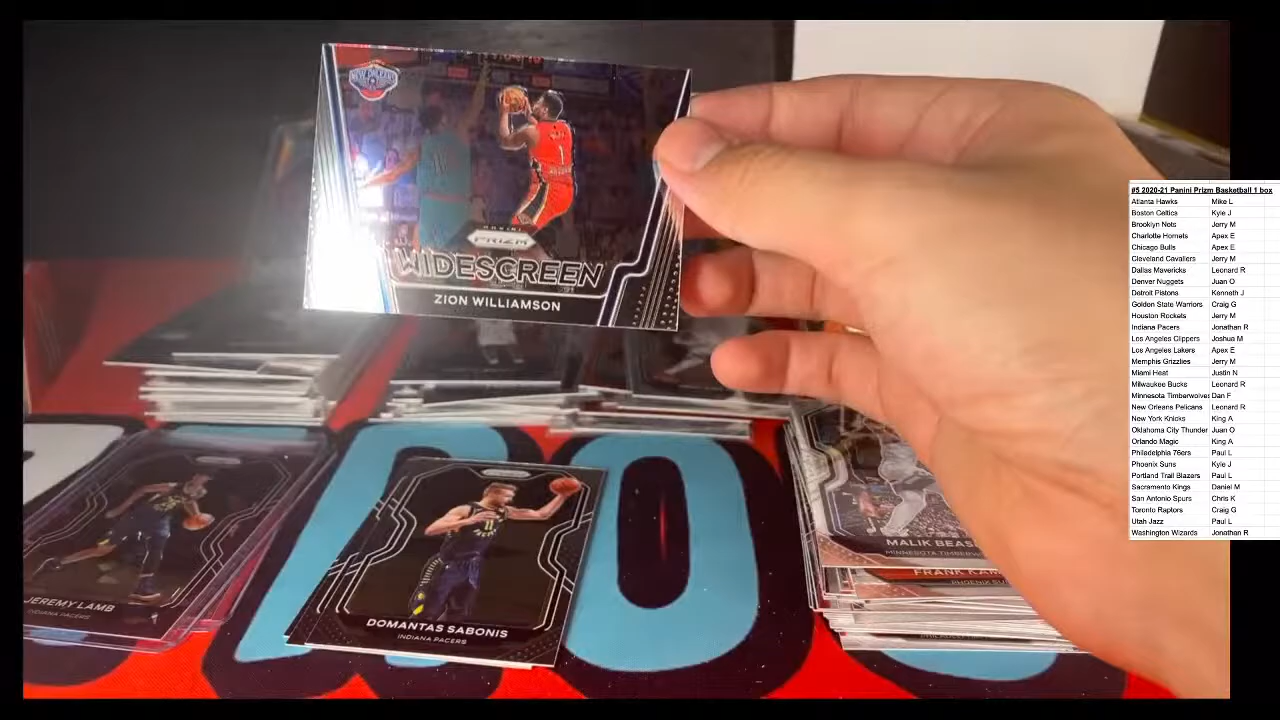 NEW ORLEANS
1
PANINI
PRIZM
WIDESCREEN
ZION WILLIAMSON
JEREMY LAMB
INDIANA PACERS
11
DOMANTAS SABONIS
INDIANA PACERS
MALIK BEAS
MINNESOTA TIMBERW
FRANK KAM
PHOENIX SU
#5 2020-21 Panini Prizm Basketball 1 box
Atlanta Hawks Mike L
Boston Celtics Kyle J
Brooklyn Nets Jerry M
Charlotte Hornets Apex E
Chicago Bulls Apex E
Cleveland Cavaliers Jerry M
Dallas Mavericks Leonard R
Denver Nuggets Juan O
Detroit Pistons Kenneth J
Golden State Warriors Craig G
Houston Rockets Jerry M
Indiana Pacers Jonathan R
Los Angeles Clippers Joshua M
Los Angeles Lakers Apex E
Memphis Grizzlies Jerry M
Miami Heat Justin N
Milwaukee Bucks Leonard R
Minnesota Timberwolves Dan F
New Orleans Pelicans Leonard R
New York Knicks King A
Oklahoma City Thunder Juan O
Orlando Magic King A
Philadelphia 76ers Paul L
Phoenix Suns Kyle J
Portland Trail Blazers Paul L
Sacramento Kings Daniel M
San Antonio Spurs Chris K
Toronto Raptors Craig G
Utah Jazz Paul L
Washington Wizards Jonathan R